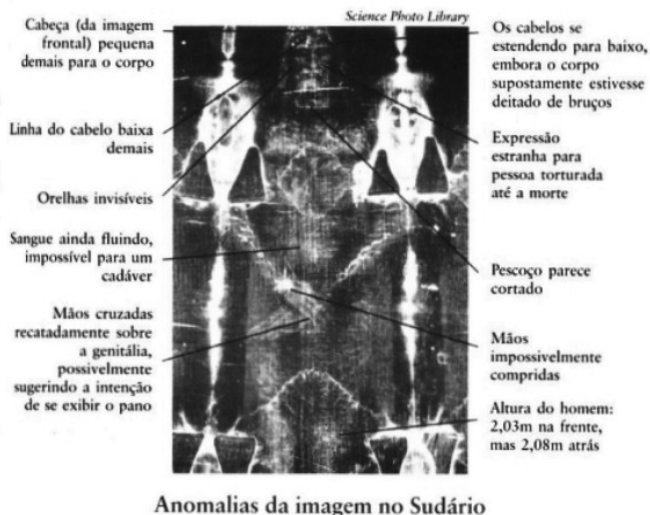 Science Photo Library
Cabeça (da imagem
frontal) pequena
demais para o corpo
Linha do cabelo baixa
demais
Orelhas invisíveis
Sangue ainda fluindo,
impossível para um
cadáver
Mãos cruzadas
recatadamente sobre
a genitália,
possivelmente
sugerindo a intenção
de se exibir o pano
Os cabelos se
estendendo para baixo,
embora o corpo
supostamente estivesse
deitado de bruços
Expressão
estranha para
pessoa torturada
até a morte
Pescoço parece
cortado
Mãos
impossivelmente
compridas
Altura do homem:
2,03m na frente,
mas 2,08m atrás
Anomalias da imagem no Sudário